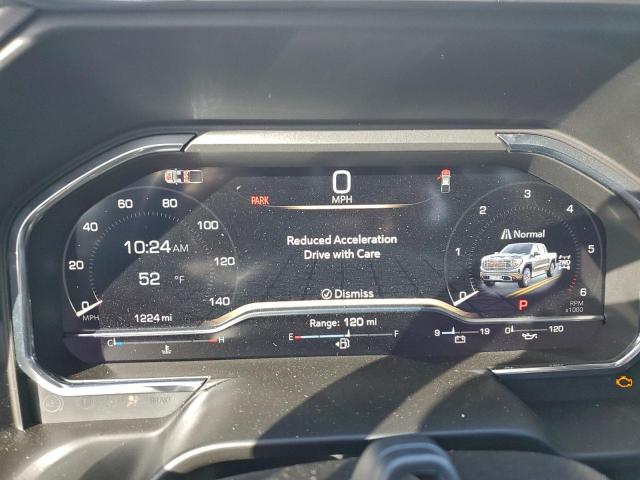 0
MPH
PARK
60 80
40 100
20 120
0 140
MPH
10:24 AM
52 °F
1224 mi
Reduced Acceleration
Drive with Care
Dismiss
Range: 120 mi
E F
C H
9 19
0 120
Normal
2WD
0 1 2 3 4 5 6
RPM
x1000
P
BRAKE